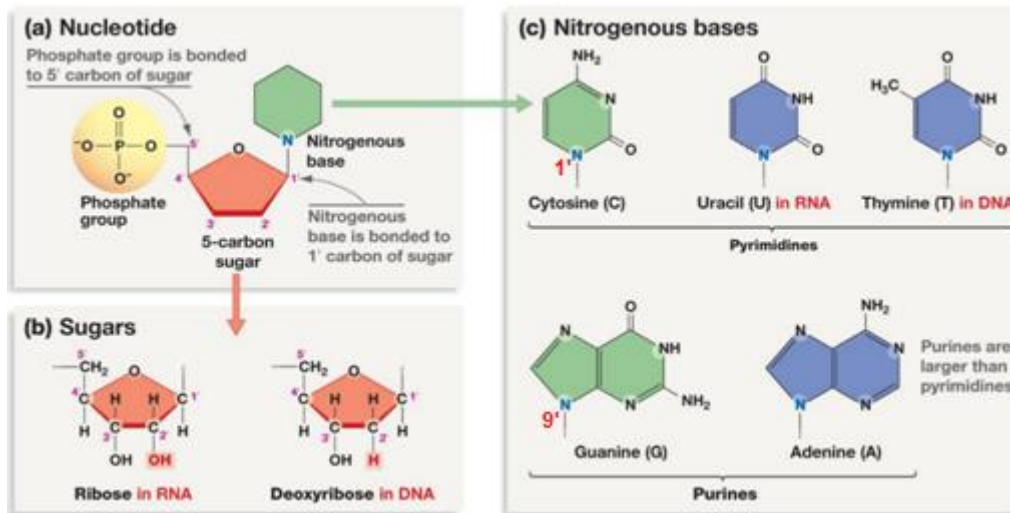 (a) Nucleotide
Phosphate group is bonded
to 5' carbon of sugar
O
⁻O—P—O
O⁻
5'
4'
O
1'
3'
2'
N
Nitrogenous
base
Phosphate
group
5-carbon
sugar
Nitrogenous
base is bonded to
1' carbon of sugar
(b) Sugars
5'
CH₂
O
4'
C
H
H
C
1'
H
C
C
H
3'
2'
OH
OH
Ribose in RNA
5'
CH₂
O
4'
C
H
H
C
1'
H
C
C
H
3'
2'
OH
H
Deoxyribose in DNA
(c) Nitrogenous bases
NH₂
N
N
O
1'
Cytosine (C)
O
NH
N
O
Uracil (U) in RNA
O
H₃C
NH
N
O
Thymine (T) in DNA
Pyrimidines
O
N
NH
N
N
NH₂
9'
Guanine (G)
NH₂
N
N
N
N
Adenine (A)
Purines are
larger than
pyrimidines
Purines